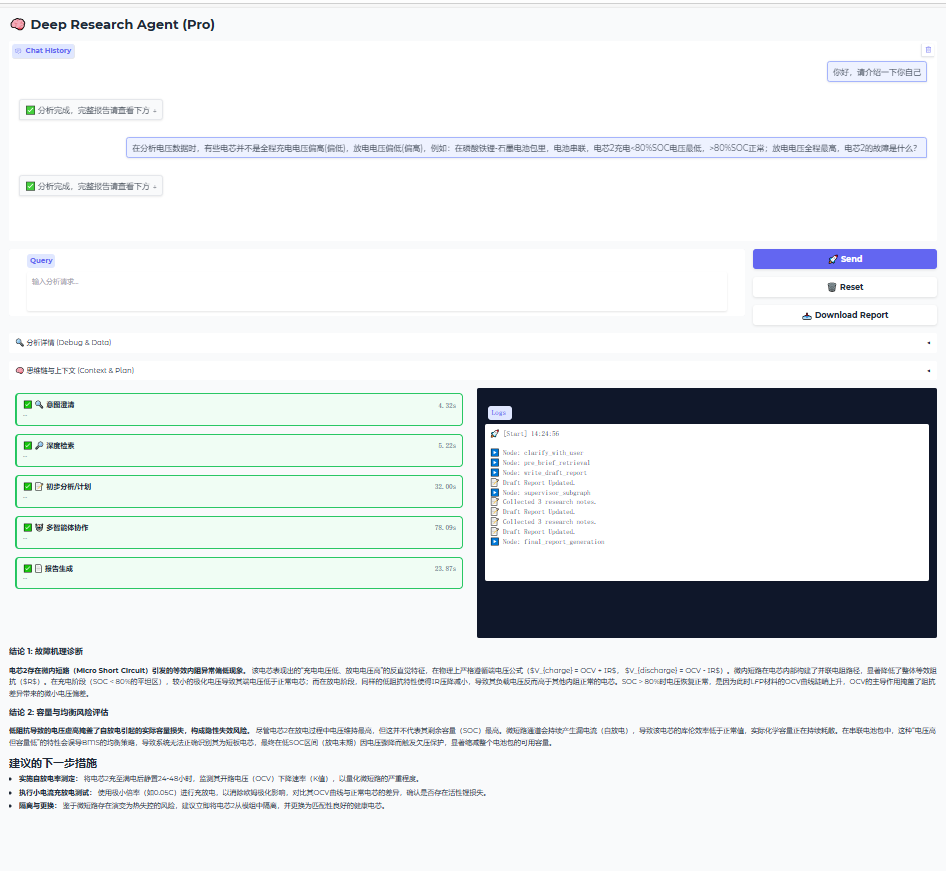 Deep Research Agent (Pro)
Chat History
你好，请介绍一下你自己
分析完成，完整报告请查看下方
在分析电压数据时，有些电芯并不是全程充电电压偏高(偏低)，放电电压偏低(偏高)，例如：在磷酸铁锂-石墨电池包里，电池串联，电芯2充电<80%SOC电压最低，>80%SOC正常；放电电压全程最高，电芯2的故障是什么？
分析完成，完整报告请查看下方
Query
输入分析请求...
Send
Reset
Download Report
分析详情 (Debug & Data)
思维链与上下文 (Context & Plan)
意图澄清 4.32s
...
深度检索 5.22s
...
初步分析/计划 32.00s
...
多智能体协作 78.09s
...
报告生成 23.87s
...
Logs
[Start] 14:24:56
Node: clarify_with_user
Node: pre_brief_retrieval
Node: write_draft_report
Draft Report Updated.
Node: supervisor_subgraph
Collected 3 research notes.
Draft Report Updated.
Collected 3 research notes.
Draft Report Updated.
Node: final_report_generation
结论 1: 故障机理诊断
电芯2存在微内短路（Micro Short Circuit）引发的等效内阻异常偏低现象。 该电芯表现出的“充电电压低、放电电压高”的反直觉特征，在物理上严格遵循端电压公式（$V_{charge} = OCV + IR$， $V_{discharge} = OCV - IR$）。微内短路在电芯内部构建了并联电阻路径，显著降低了整体等效阻
抗（$R$）。在充电阶段（SOC < 80%的平坦区），较小的极化电压导致其端电压低于正常电芯；而在放电阶段，同样的低阻抗特性使得IR压降减小，导致其负载电压反而高于其他内阻正常的电芯。SOC > 80%时电压恢复正常，是因为此时LFP材料的OCV曲线陡峭上升，OCV的主导作用掩盖了阻抗
差异带来的微小电压偏差。
结论 2: 容量与均衡风险评估
低阻抗导致的电压虚高掩盖了自放电引起的实际容量损失，构成隐性失效风险。 尽管电芯2在放电过程中电压维持最高，但这并不代表其剩余容量（SOC）最高。微短路通道会持续产生漏电流（自放电），导致该电芯的库伦效率低于正常值，实际化学容量正在持续耗散。在串联电池包中，这种“电压高
但容量低”的特性会误导BMS的均衡策略，导致系统无法正确识别其为短板电芯，最终在低SOC区间（放电末期）因电压骤降而触发欠压保护，显著缩减整个电池包的可用容量。
建议的下一步措施
实施自放电率测定： 将电芯2充至满电后静置24-48小时，监测其开路电压（OCV）下降速率（K值），以量化微短路的严重程度。
执行小电流充放电测试： 使用极小倍率（如0.05C）进行充放电，以消除欧姆极化影响，对比其OCV曲线与正常电芯的差异，确认是否存在活性锂损失。
隔离与更换： 鉴于微短路存在演变为热失控的风险，建议立即将电芯2从模组中隔离，并更换为匹配性良好的健康电芯。